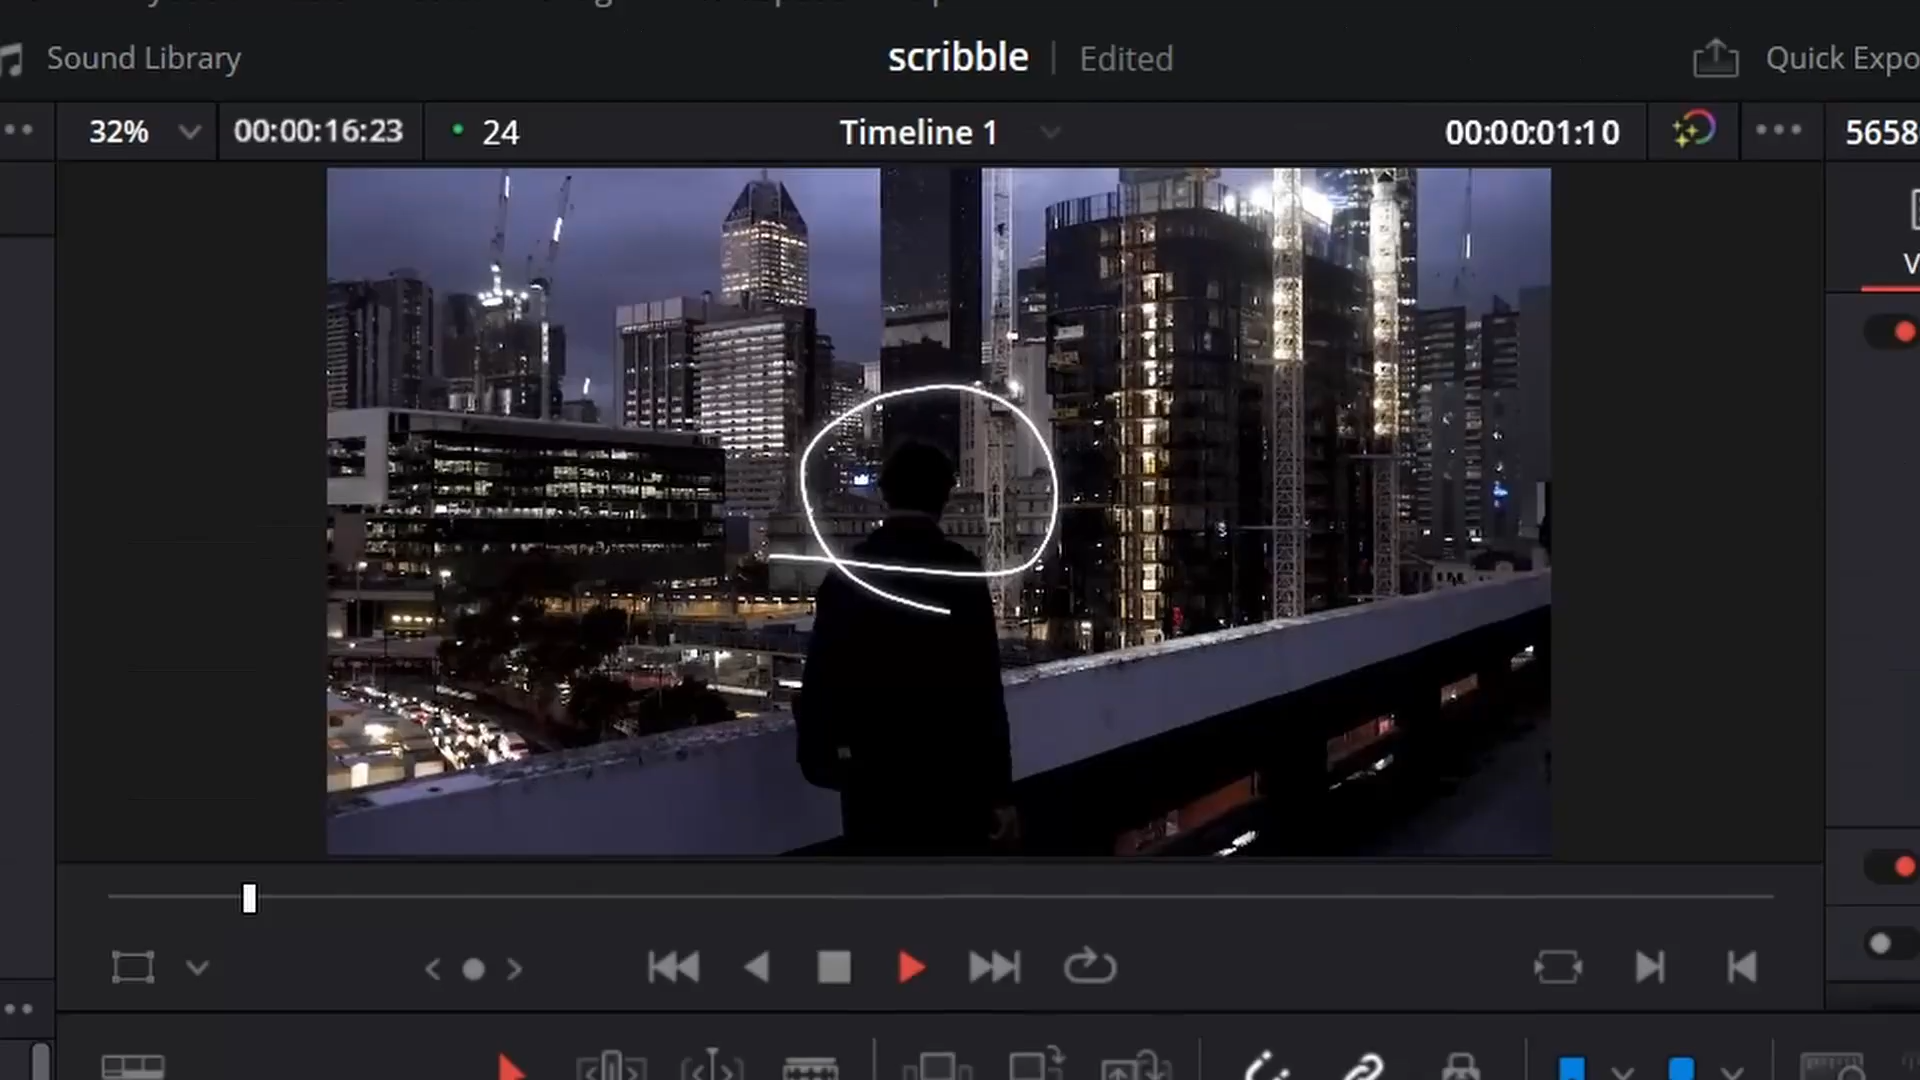 Sound Library
scribble | Edited
Quick Expo
32%
00:00:16:23
24
Timeline 1
00:00:01:10
5658
V